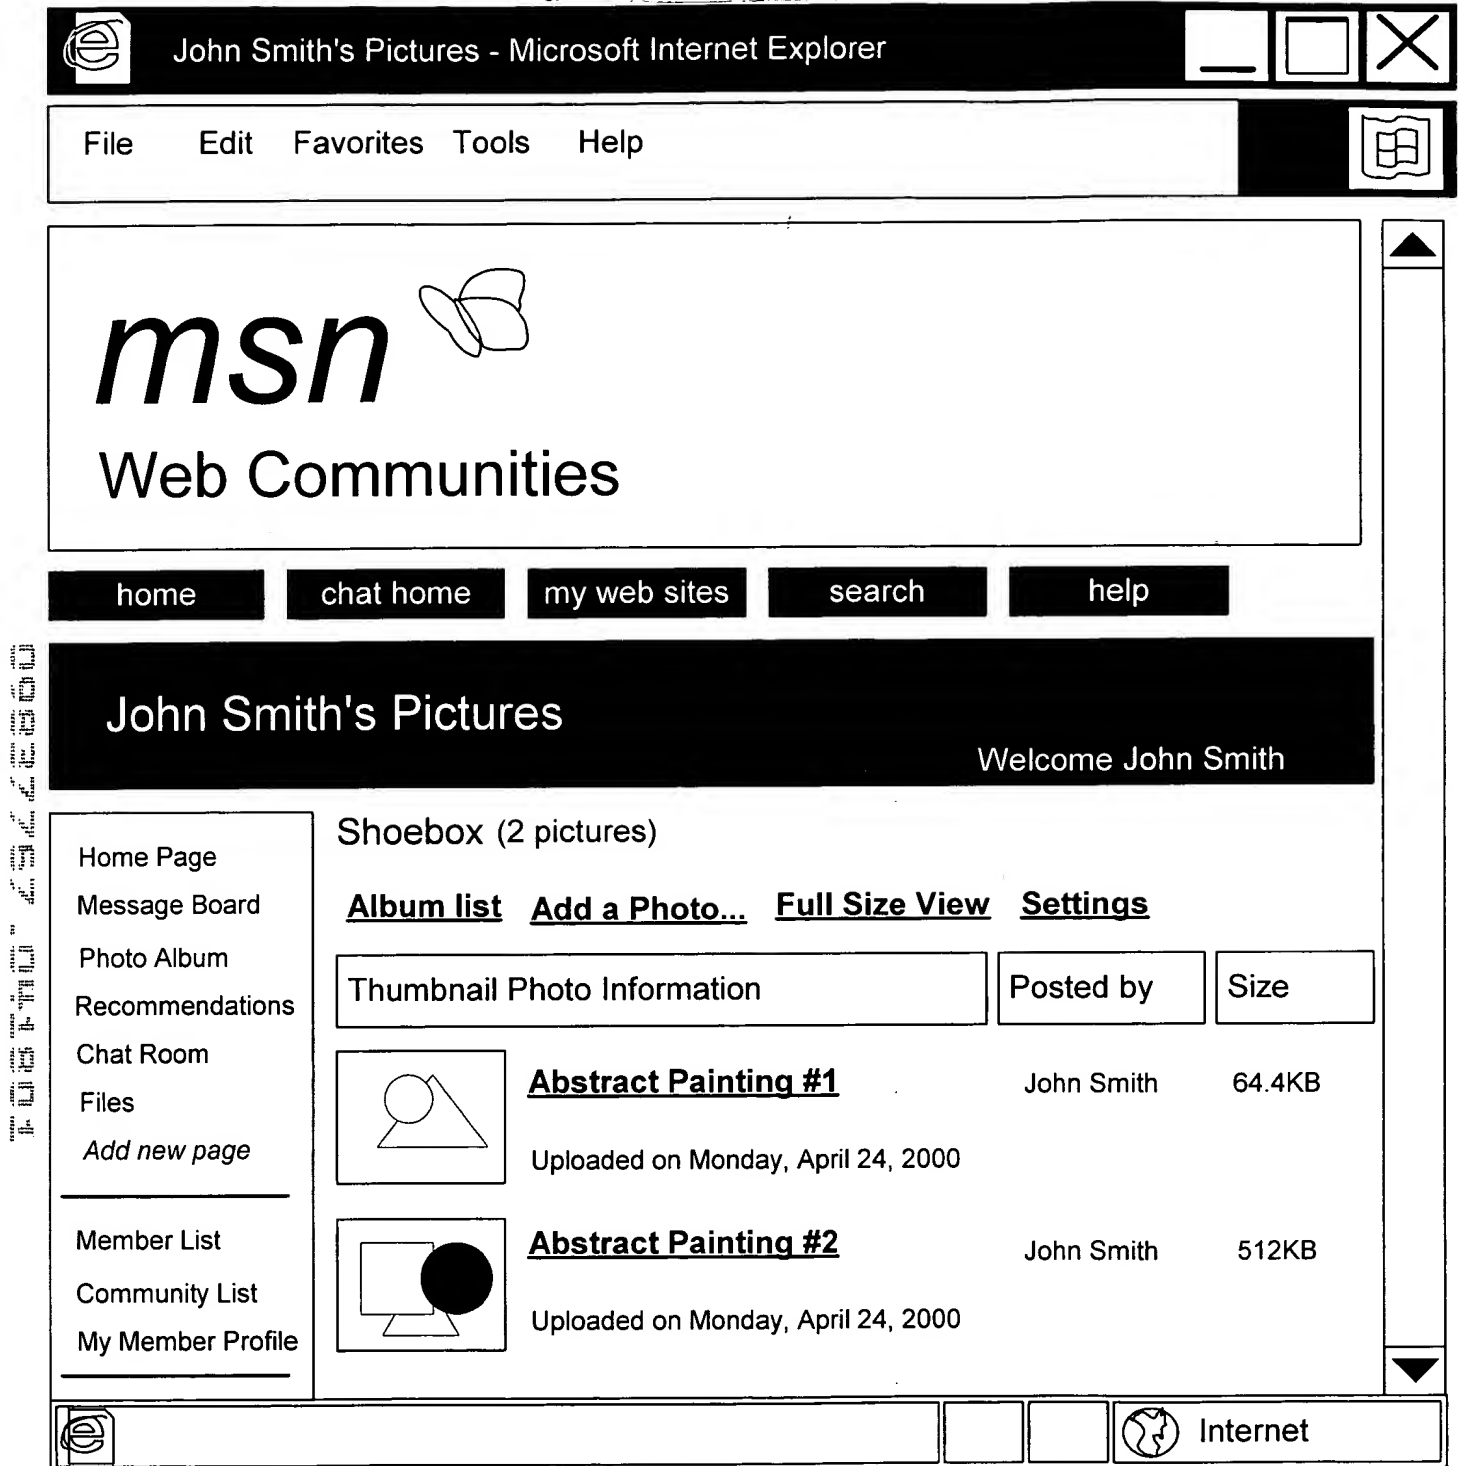 John Smith's Pictures - Microsoft Internet Explorer
File Edit Favorites Tools Help
msn
Web Communities
home chat home my web sites search help
John Smith's Pictures
Welcome John Smith
Home Page
Message Board
Photo Album
Recommendations
Chat Room
Files
Add new page
Member List
Community List
My Member Profile
Shoebox (2 pictures)
Album list Add a Photo... Full Size View Settings
Thumbnail Photo Information Posted by Size
Abstract Painting #1 John Smith 64.4KB
Uploaded on Monday, April 24, 2000
Abstract Painting #2 John Smith 512KB
Uploaded on Monday, April 24, 2000
Internet